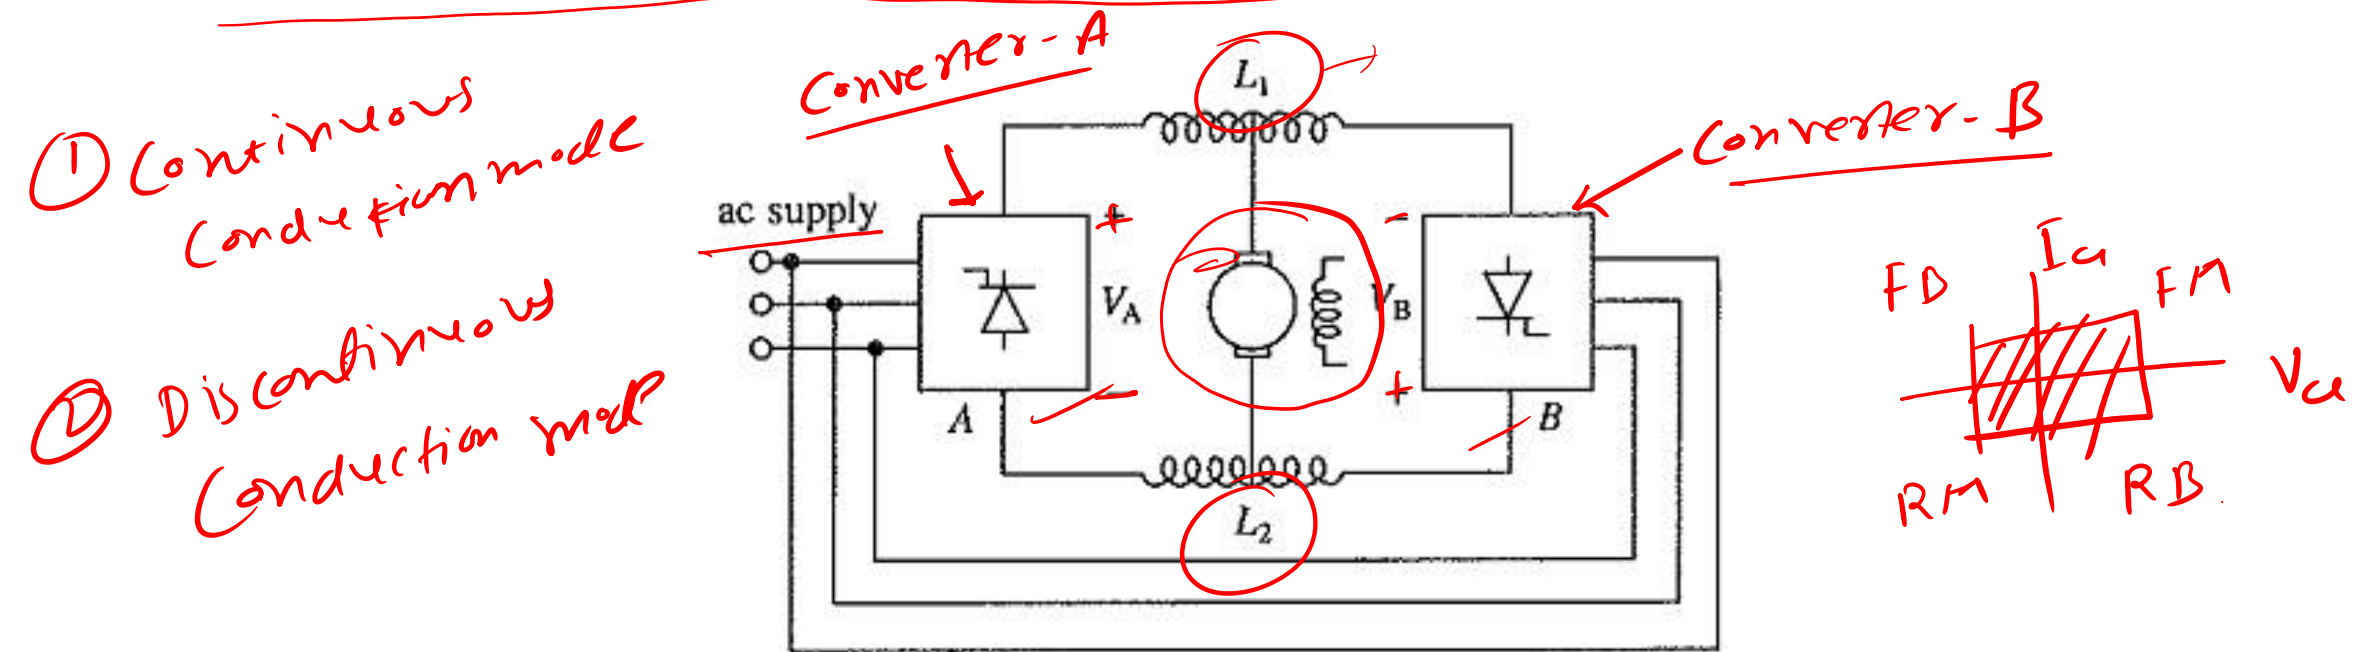 Converter-A
L1
① Continuous
Conduction mode
Converter-B
ac supply
+
-
Ia
FB
FM
VA
VB
Va
② Discontinuous
Conduction mode
-
+
A
B
RM
RB
L2